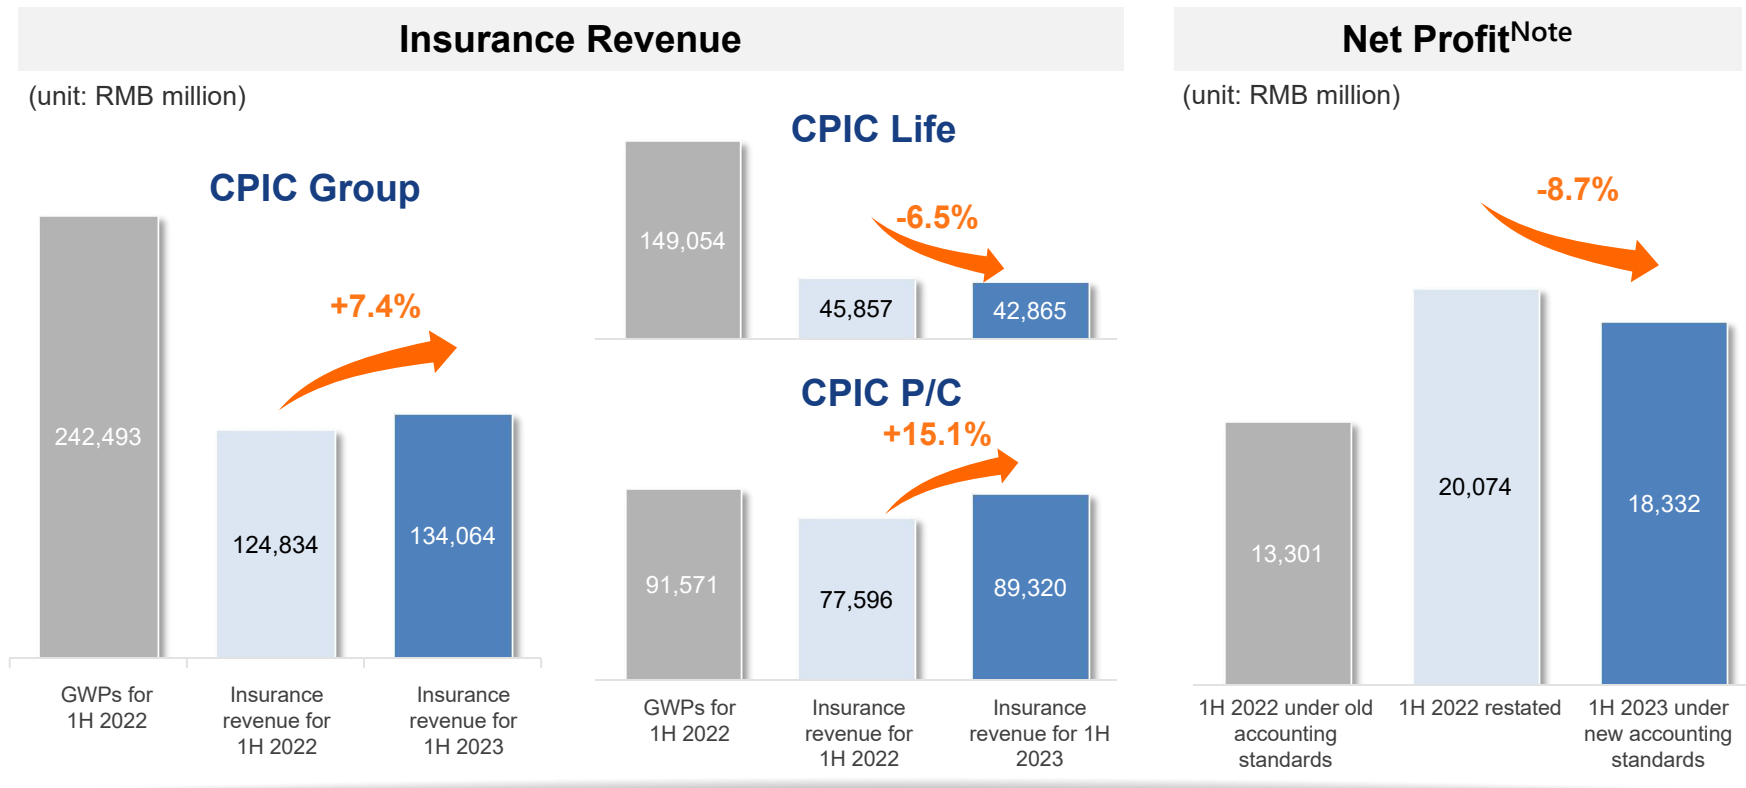 Insurance Revenue
(unit: RMB million)
CPIC Group
+7.4%
242,493
124,834
134,064
GWPs for
1H 2022
Insurance
revenue for
1H 2022
Insurance
revenue for
1H 2023
CPIC Life
-6.5%
149,054
45,857
42,865
CPIC P/C
+15.1%
91,571
77,596
89,320
GWPs for
1H 2022
Insurance
revenue for
1H 2022
Insurance
revenue for 1H
2023
Net ProfitNote
(unit: RMB million)
-8.7%
13,301
20,074
18,332
1H 2022 under old
accounting
standards
1H 2022 restated
1H 2023 under
new accounting
standards